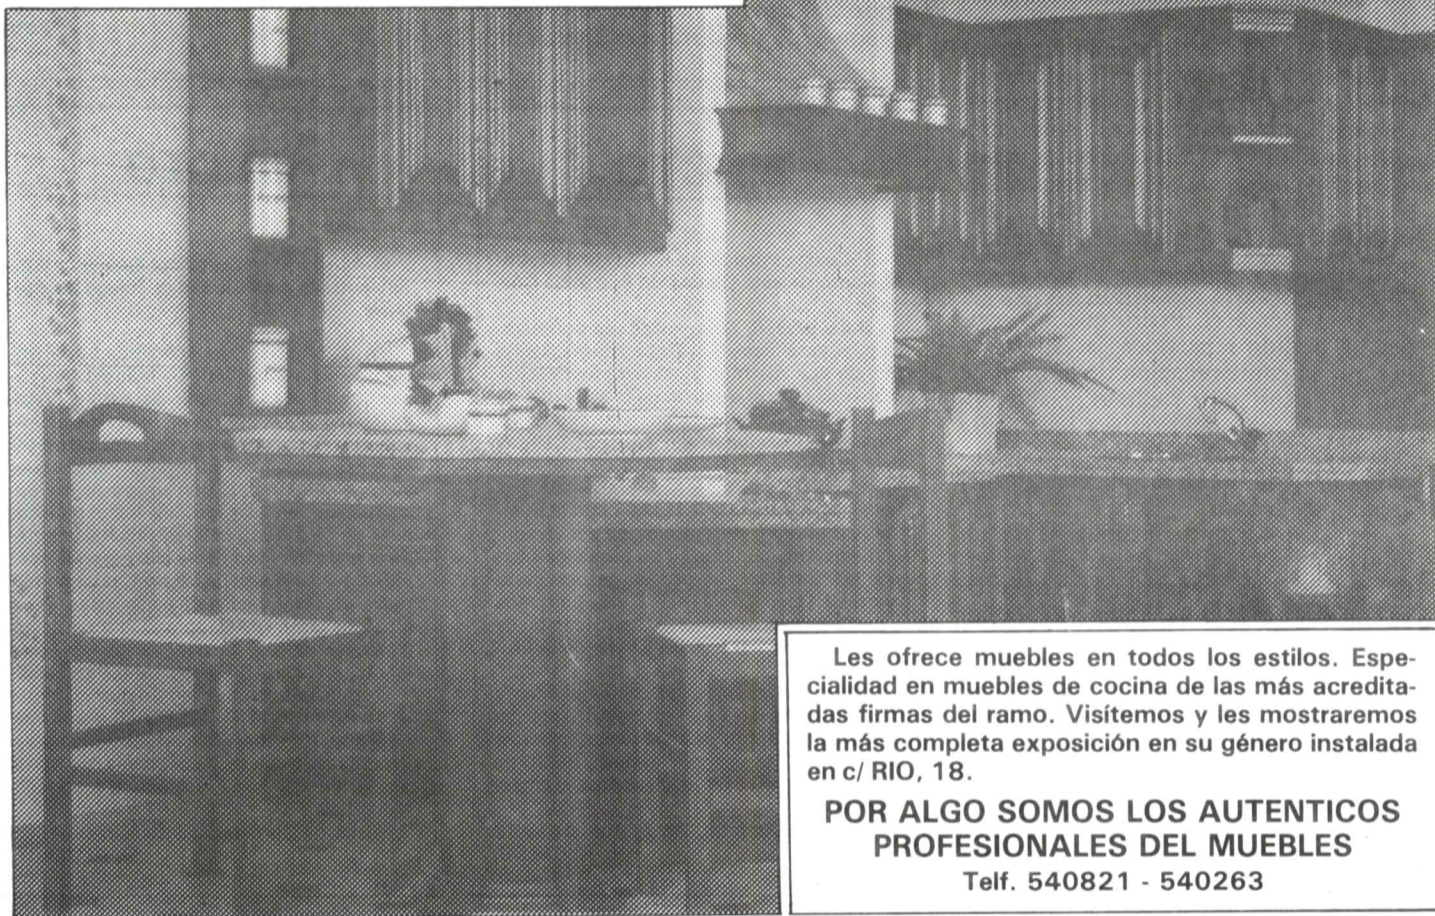 Les ofrece muebles en todos los estilos. Espe-
cialidad en muebles de cocina de las más acredita-
das firmas del ramo. Visítemos y les mostraremos
la más completa exposición en su género instalada
en c/ RIO, 18.
POR ALGO SOMOS LOS AUTENTICOS
PROFESIONALES DEL MUEBLES
Telf. 540821 - 540263